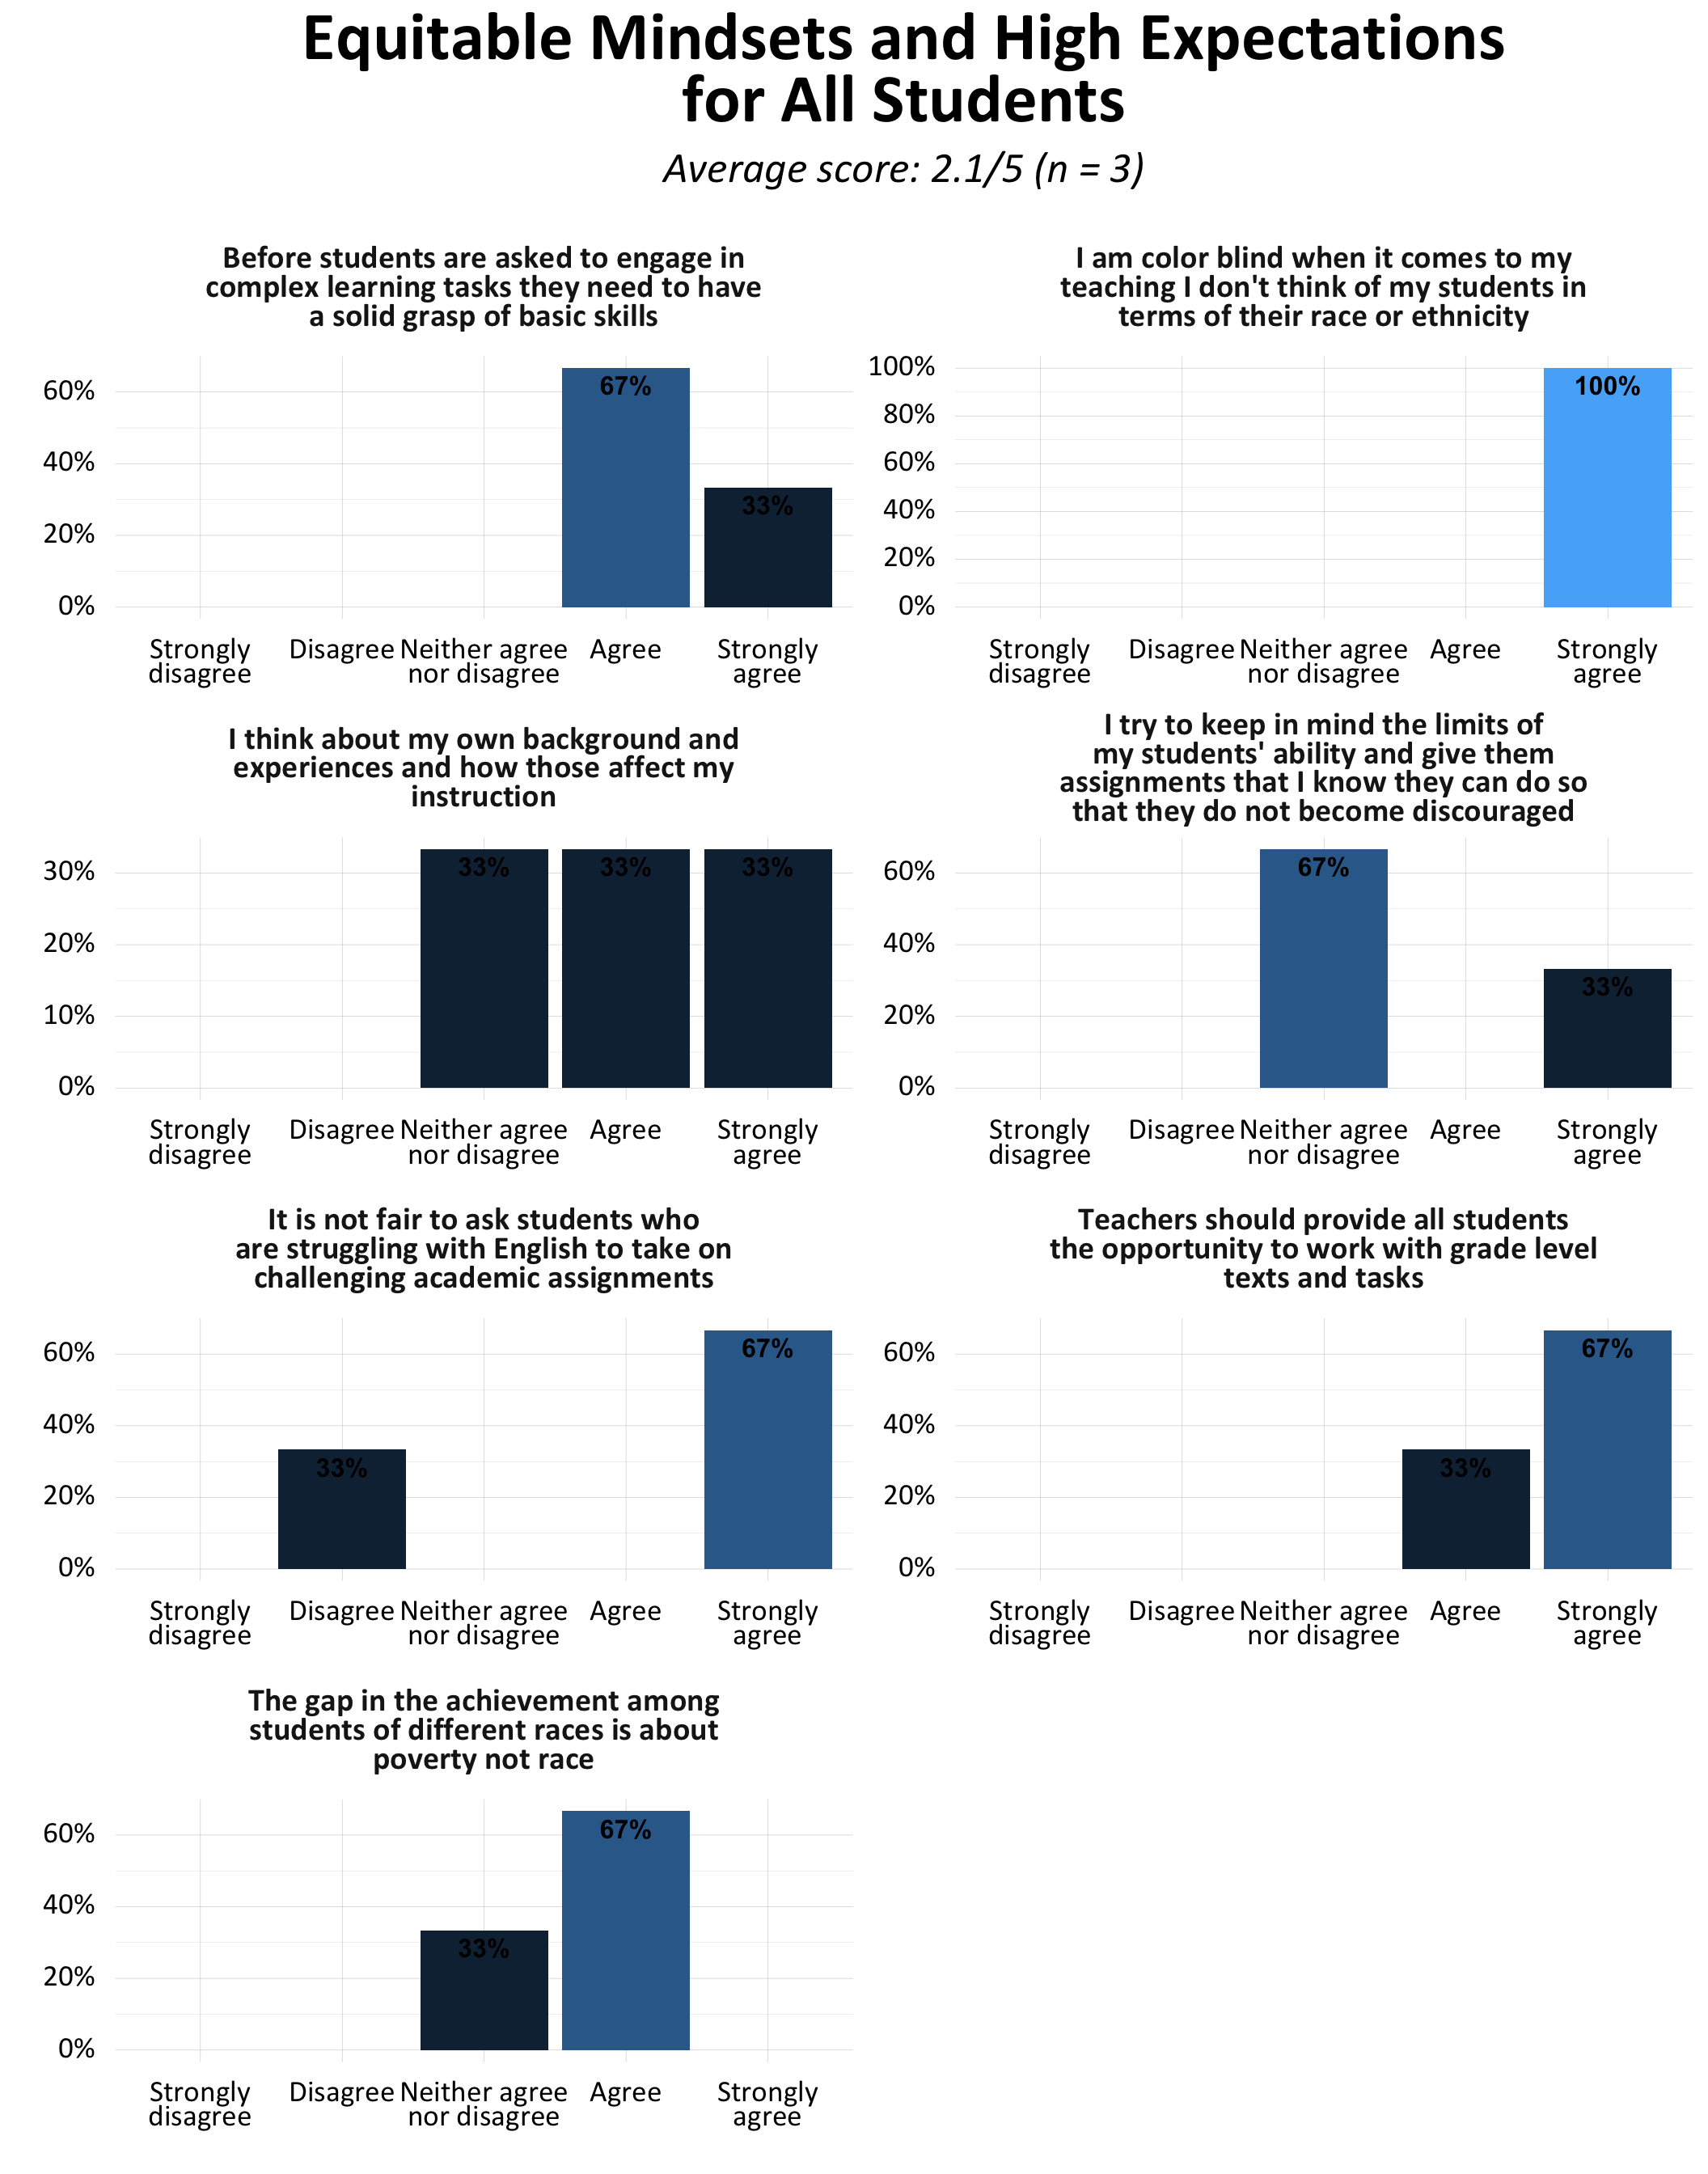 Equitable Mindsets and High Expectations
for All Students
Average score: 2.1/5 (n = 3)
Before students are asked to engage in
complex learning tasks they need to have
a solid grasp of basic skills
60%
40%
20%
0%
67%
33%
Strongly
disagree
Disagree
Neither agree
nor disagree
Agree
Strongly
agree
I am color blind when it comes to my
teaching I don't think of my students in
terms of their race or ethnicity
100%
80%
60%
40%
20%
0%
100%
Strongly
disagree
Disagree
Neither agree
nor disagree
Agree
Strongly
agree
I think about my own background and
experiences and how those affect my
instruction
30%
20%
10%
0%
33%
33%
33%
Strongly
disagree
Disagree
Neither agree
nor disagree
Agree
Strongly
agree
I try to keep in mind the limits of
my students' ability and give them
assignments that I know they can do so
that they do not become discouraged
60%
40%
20%
0%
67%
33%
Strongly
disagree
Disagree
Neither agree
nor disagree
Agree
Strongly
agree
It is not fair to ask students who
are struggling with English to take on
challenging academic assignments
60%
40%
20%
0%
33%
67%
Strongly
disagree
Disagree
Neither agree
nor disagree
Agree
Strongly
agree
Teachers should provide all students
the opportunity to work with grade level
texts and tasks
60%
40%
20%
0%
33%
67%
Strongly
disagree
Disagree
Neither agree
nor disagree
Agree
Strongly
agree
The gap in the achievement among
students of different races is about
poverty not race
60%
40%
20%
0%
33%
67%
Strongly
disagree
Disagree
Neither agree
nor disagree
Agree
Strongly
agree